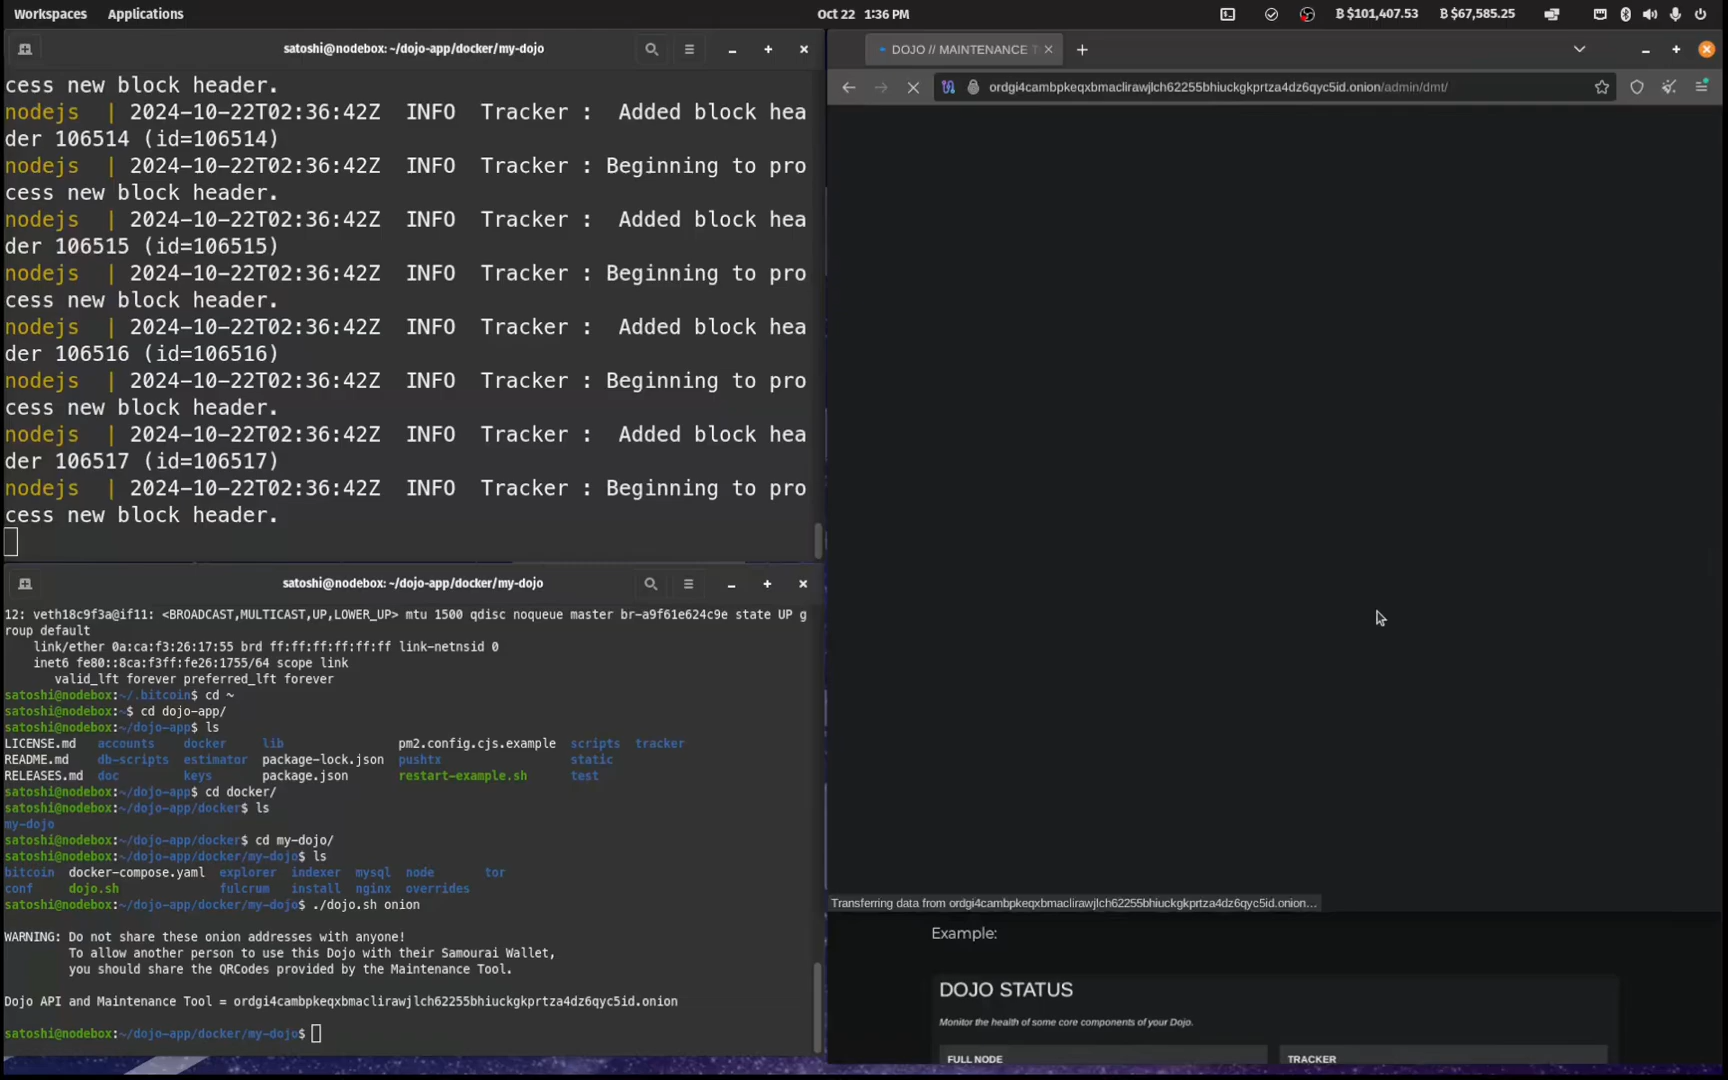 Workspaces Applications Oct 22 1:36 PM ₿ $101,407.53 ₿ $67,585.25
satoshi@nodebox: ~/dojo-app/docker/my-dojo
cess new block header.
nodejs | 2024-10-22T02:36:42Z INFO Tracker : Added block hea
der 106514 (id=106514)
nodejs | 2024-10-22T02:36:42Z INFO Tracker : Beginning to pro
cess new block header.
nodejs | 2024-10-22T02:36:42Z INFO Tracker : Added block hea
der 106515 (id=106515)
nodejs | 2024-10-22T02:36:42Z INFO Tracker : Beginning to pro
cess new block header.
nodejs | 2024-10-22T02:36:42Z INFO Tracker : Added block hea
der 106516 (id=106516)
nodejs | 2024-10-22T02:36:42Z INFO Tracker : Beginning to pro
cess new block header.
nodejs | 2024-10-22T02:36:42Z INFO Tracker : Added block hea
der 106517 (id=106517)
nodejs | 2024-10-22T02:36:42Z INFO Tracker : Beginning to pro
cess new block header.
satoshi@nodebox: ~/dojo-app/docker/my-dojo
12: veth18c9f3a@if11: <BROADCAST,MULTICAST,UP,LOWER_UP> mtu 1500 qdisc noqueue master br-a9f61e624c9e state UP g
roup default
link/ether 0a:ca:f3:26:17:55 brd ff:ff:ff:ff:ff:ff link-netnsid 0
inet6 fe80::8ca:f3ff:fe26:1755/64 scope link
valid_lft forever preferred_lft forever
satoshi@nodebox:~/.bitcoin$ cd ~
satoshi@nodebox:~$ cd dojo-app/
satoshi@nodebox:~/dojo-app$ ls
LICENSE.md accounts docker lib pm2.config.cjs.example scripts tracker
README.md db-scripts estimator package-lock.json pushtx static
RELEASES.md doc keys package.json restart-example.sh test
satoshi@nodebox:~/dojo-app$ cd docker/
satoshi@nodebox:~/dojo-app/docker$ ls
my-dojo
satoshi@nodebox:~/dojo-app/docker$ cd my-dojo/
satoshi@nodebox:~/dojo-app/docker/my-dojo$ ls
bitcoin docker-compose.yaml explorer indexer mysql node tor
conf dojo.sh fulcrum install nginx overrides
satoshi@nodebox:~/dojo-app/docker/my-dojo$ ./dojo.sh onion
WARNING: Do not share these onion addresses with anyone!
To allow another person to use this Dojo with their Samourai Wallet,
you should share the QRCodes provided by the Maintenance Tool.
Dojo API and Maintenance Tool = ordgi4cambpkeqxbmaclirawjlch62255bhiuckgkprtza4dz6qyc5id.onion
satoshi@nodebox:~/dojo-app/docker/my-dojo$
DOJO // MAINTENANCE T
ordgi4cambpkeqxbmaclirawjlch62255bhiuckgkprtza4dz6qyc5id.onion/admin/dmt/
Transferring data from ordgi4cambpkeqxbmaclirawjlch62255bhiuckgkprtza4dz6qyc5id.onion…
Example:
DOJO STATUS
Monitor the health of some core components of your Dojo.
FULL NODE TRACKER